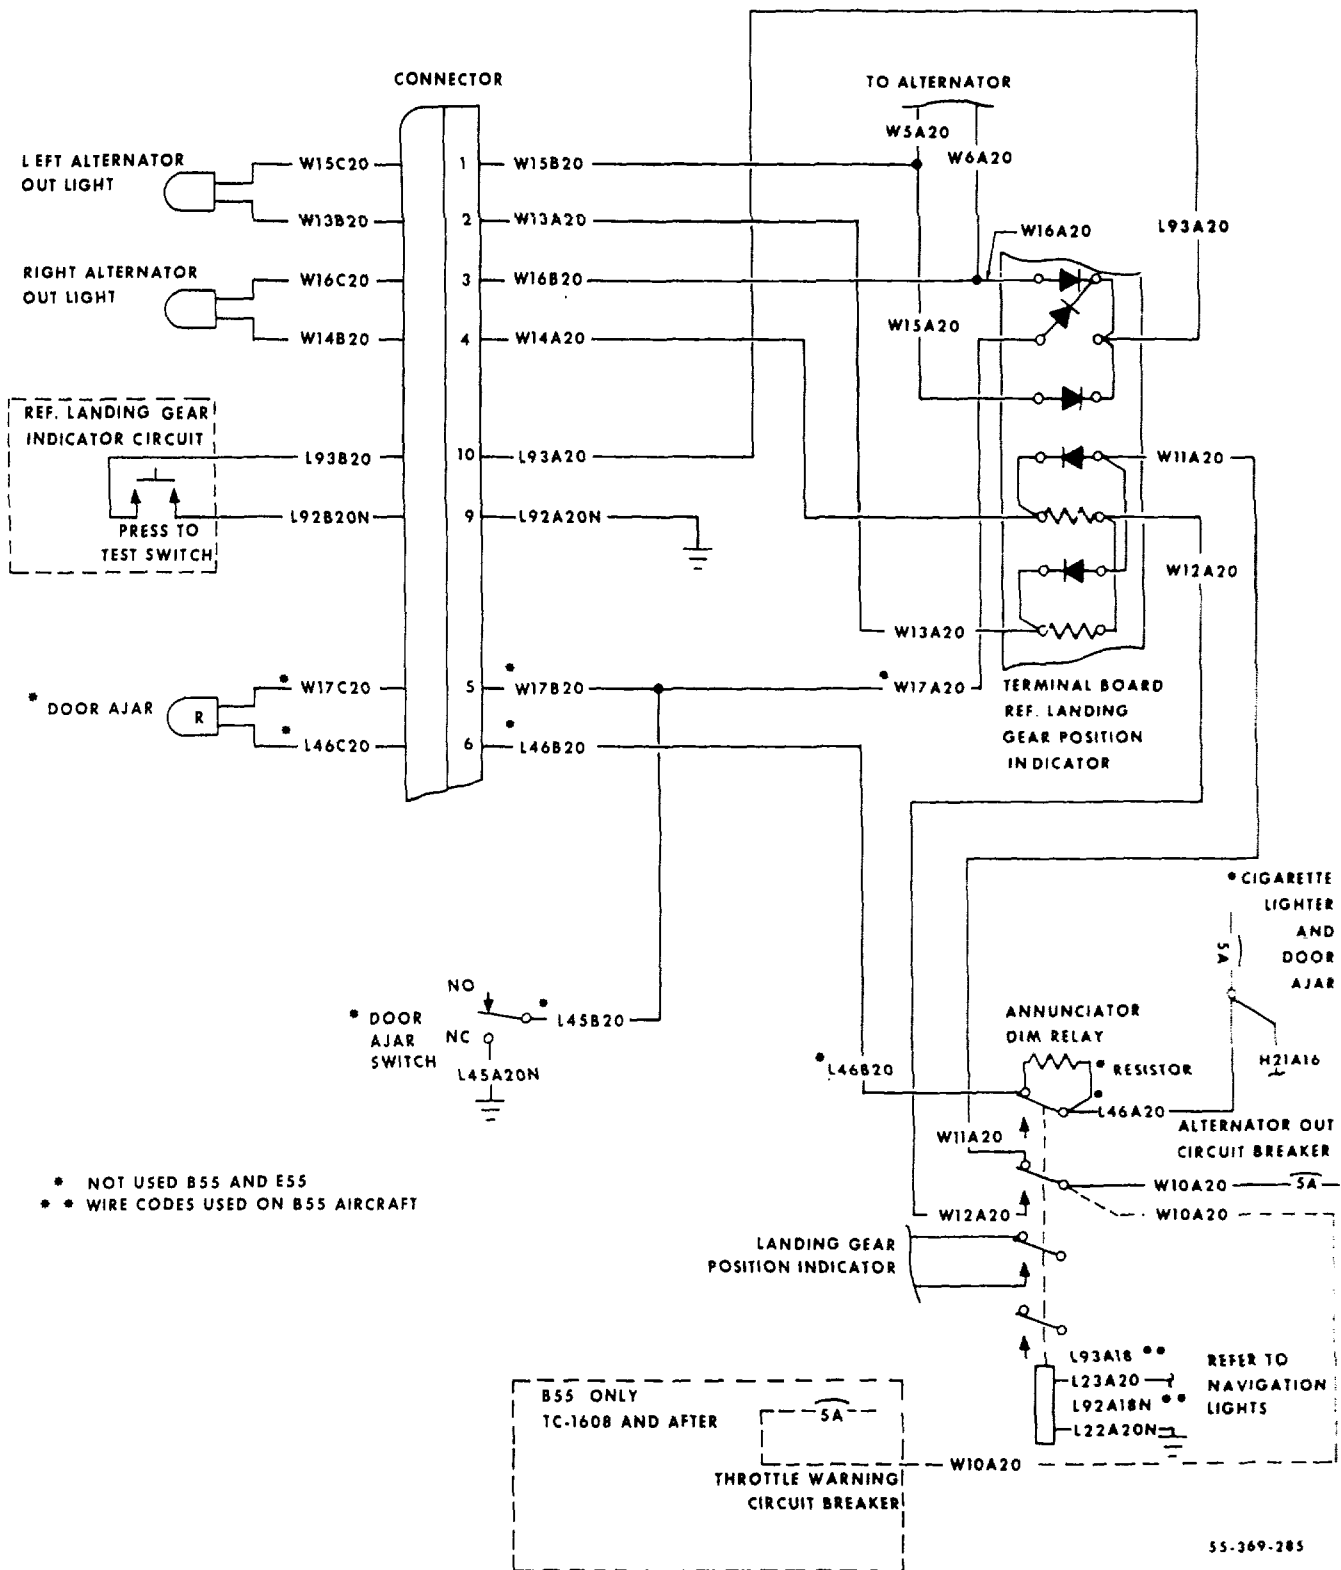 CONNECTOR
TO ALTERNATOR
W5A20
W6A20
LEFT ALTERNATOR
OUT LIGHT
W15C20
1
W15B20
W13B20
2
W13A20
W16A20
L93A20
RIGHT ALTERNATOR
OUT LIGHT
W16C20
3
W16B20
W15A20
W14B20
4
W14A20
REF. LANDING GEAR
INDICATOR CIRCUIT
L93B20
10
L93A20
W11A20
PRESS TO
TEST SWITCH
L92B20N
9
L92A20N
W12A20
W13A20
* DOOR AJAR
R
* W17C20
5
* W17B20
* W17A20
* L46C20
6
* L46B20
TERMINAL BOARD
REF. LANDING
GEAR POSITION
INDICATOR
* CIGARETTE
LIGHTER
AND
DOOR
AJAR
5A
H21A16
NO
NC
* DOOR
AJAR
SWITCH
* L45B20
L45A20N
ANNUNCIATOR
DIM RELAY
* RESISTOR
* L46B20
* L46A20
ALTERNATOR OUT
CIRCUIT BREAKER
W11A20
W10A20
5A
W10A20
W12A20
* NOT USED B55 AND E55
* * WIRE CODES USED ON B55 AIRCRAFT
LANDING GEAR
POSITION INDICATOR
L93A18 * *
L23A20
L92A18N * *
L22A20N
REFER TO
NAVIGATION
LIGHTS
B55 ONLY
TC-1608 AND AFTER
5A
THROTTLE WARNING
CIRCUIT BREAKER
W10A20
55-369-285